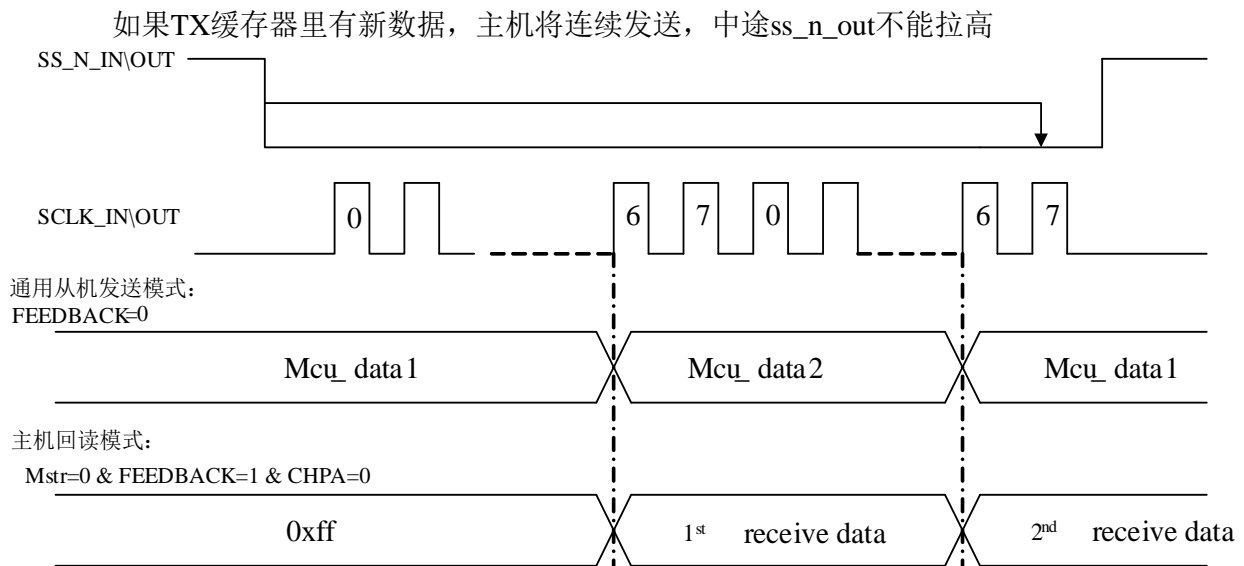 如果TX缓存器里有新数据，主机将连续发送，中途ss_n_out不能拉高
SS_N_IN\OUT
SCLK_IN\OUT
0 6 7 0 6 7
通用从机发送模式：
FEEDBACK=0
Mcu_ data1 Mcu_ data2 Mcu_ data1
主机回读模式：
Mstr=0 & FEEDBACK=1 & CHPA=0
0xff 1st receive data 2nd receive data